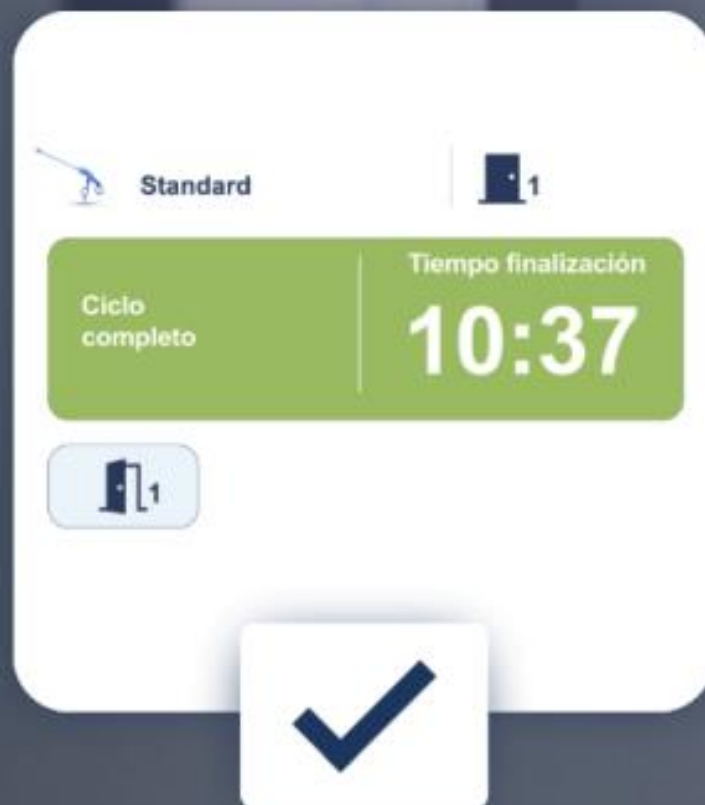 Standard
1
Ciclo
completo
Tiempo finalización
10:37
1